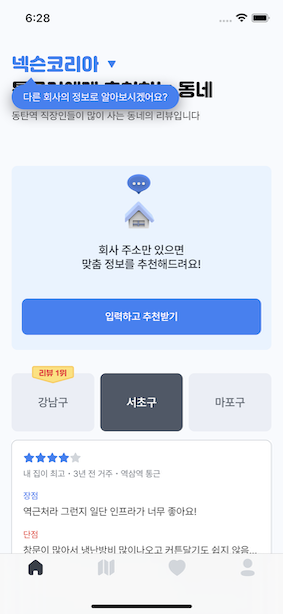 6:28
넥슨코리아 ▼
동네
다른 회사의 정보로 알아보시겠어요?
동탄역 직장인들이 많이 사는 동네의 리뷰입니다
회사 주소만 있으면
맞춤 정보를 추천해드려요!
입력하고 추천받기
리뷰 1위
강남구
서초구
마포구
내 집이 최고・3년 전 거주・역삼역 통근
장점
역근처라 그런지 일단 인프라가 너무 좋아요!
단점
창문이 많아서 냉난방비 많이나오고 커튼달기도 쉽지 않음...